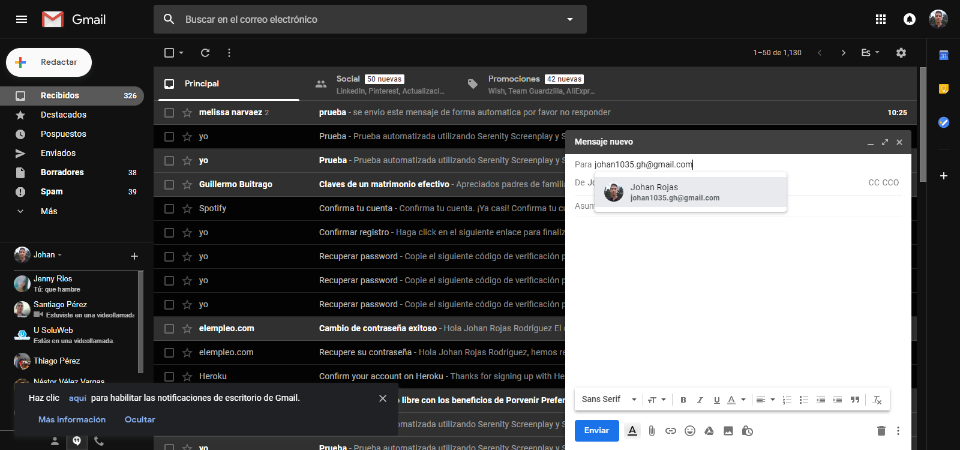 Gmail
Buscar en el correo electrónico
Redactar
1–50 de 1,130
Es
Principal
Social 50 nuevas
LinkedIn, Pinterest, Actualizaci...
Promociones 42 nuevas
Wish, Team Guardzilla, AliExpr...
Recibidos 326
Destacados
Pospuestos
Enviados
Borradores 38
Spam 39
Más
melissa narvaez 2 prueba - se envio este mensaje de forma automatica por favor no responder 10:25
yo Prueba - Prueba automatizada utilizando Serenity Screenplay y S
yo Prueba - Prueba automatizada utilizando Serenity Screenplay y S
Guillermo Buitrago Claves de un matrimonio efectivo - Apreciados padres de familia
Spotify Confirma tu cuenta - Confirma tu cuenta. ¡Ya casi! Confirma tu c
yo Confirmar registro - Haga click en el siguiente enlace para finaliz
yo Recuperar password - Copie el siguiente código de verificación p
yo Recuperar password - Copie el siguiente código de verificación p
yo Recuperar password - Copie el siguiente código de verificación p
elempleo.com Cambio de contraseña exitoso - Hola Johan Rojas Rodríguez El
elempleo.com Recupere su contraseña - Hola Johan Rojas Rodríguez, hemos re
Heroku Confirm your account on Heroku - Thanks for signing up with He
libre con los beneficios de Porvenir Prefer
automatizada utilizando Serenity Screenplay y S
yo Prueba - Prueba automatizada utilizando Serenity Screenplay y S
Johan
Jenny Rios
Tú: que hambre
Santiago Pérez
Estuviste en una videollamada
U SoluWeb
Estás en una videollamada.
Thiago Pérez
Néstor Vélez Vargas
Haz clic aquí para habilitar las notificaciones de escritorio de Gmail.
Más información Ocultar
Mensaje nuevo
Para johan1035.gh@gmail.com
De Jo CC CCO
Johan Rojas
johan1035.gh@gmail.com
Asun
Sans Serif
Enviar